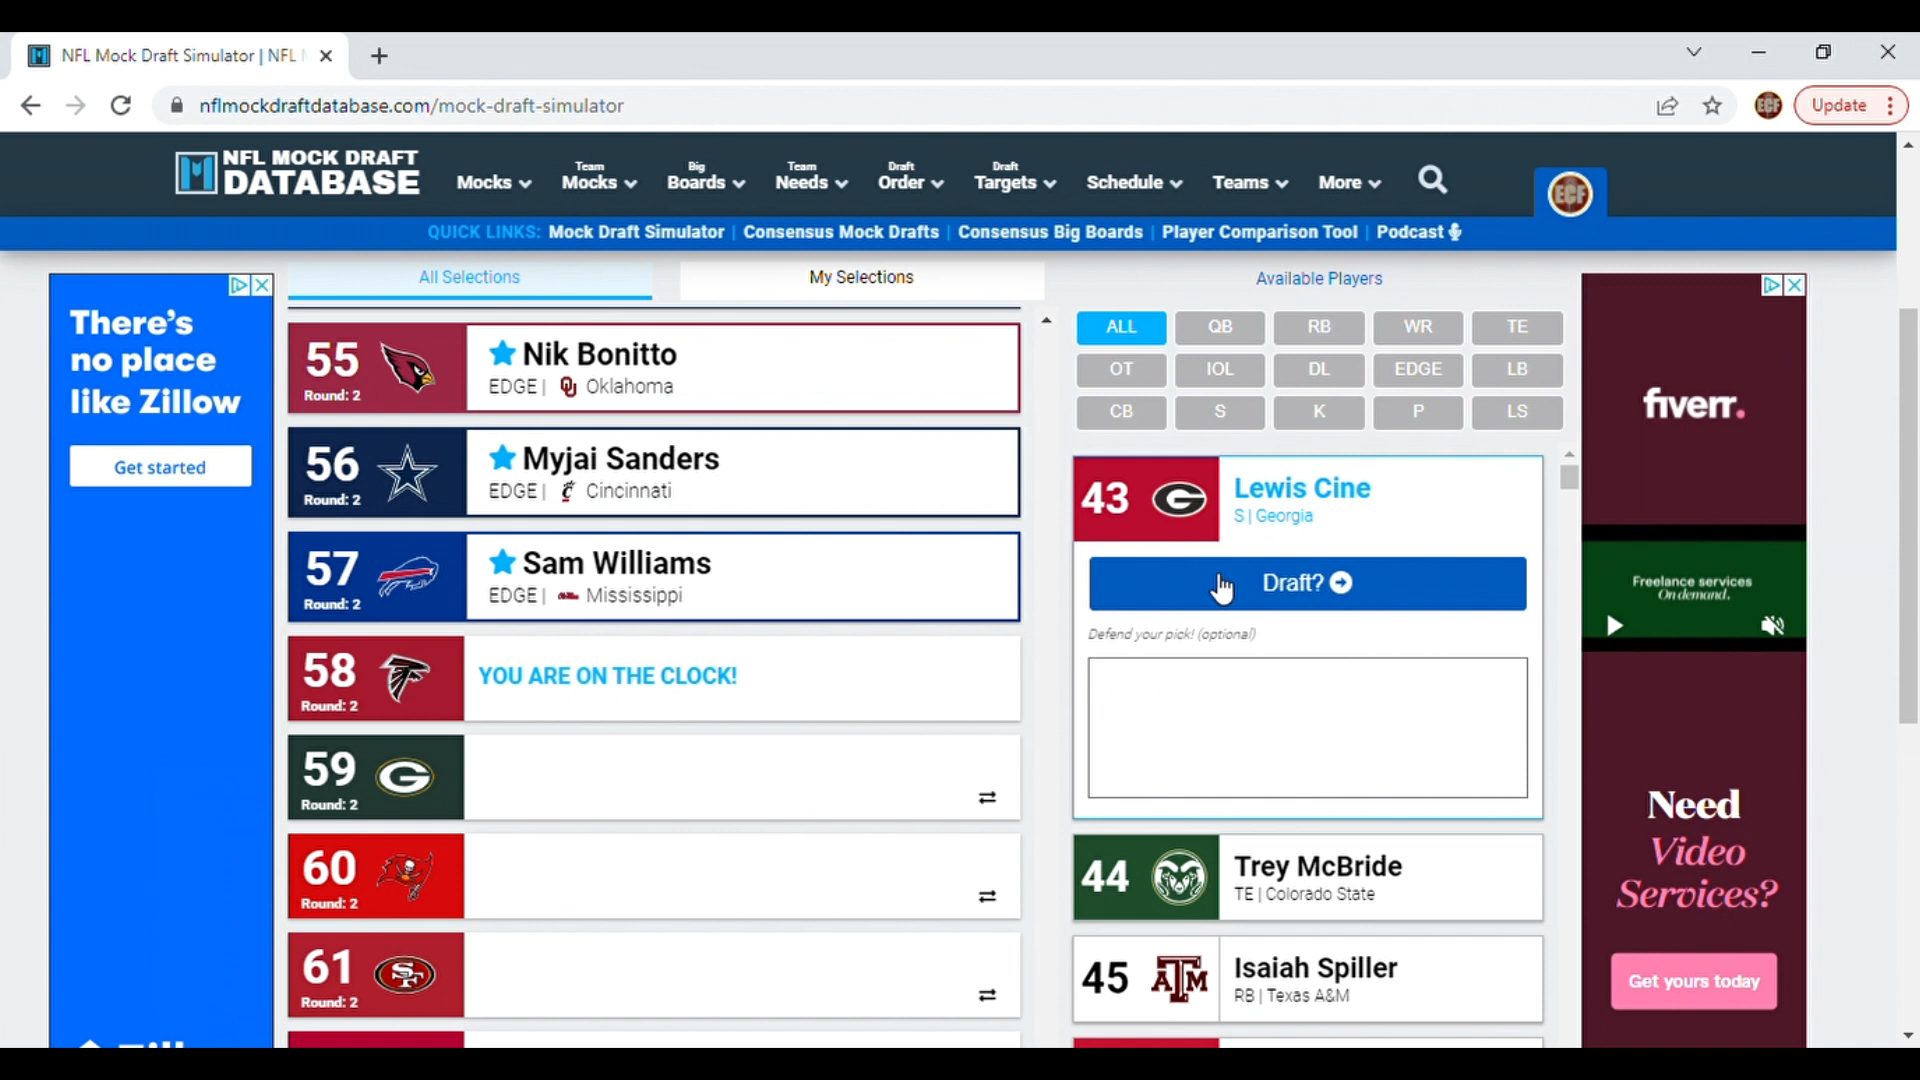 NFL Mock Draft Simulator | NFL
nflmockdraftdatabase.com/mock-draft-simulator
ECF
Update
NFL MOCK DRAFT
DATABASE
Mocks
Team
Mocks
Big
Boards
Team
Needs
Draft
Order
Draft
Targets
Schedule
Teams
More
ECF
QUICK LINKS: Mock Draft Simulator | Consensus Mock Drafts | Consensus Big Boards | Player Comparison Tool | Podcast
There's
no place
like Zillow
Get started
All Selections
My Selections
55
Round: 2
Nik Bonitto
EDGE | OU Oklahoma
56
Round: 2
Myjai Sanders
EDGE | Cincinnati
57
Round: 2
Sam Williams
EDGE | Mississippi
58
Round: 2
YOU ARE ON THE CLOCK!
59
Round: 2
G
60
Round: 2
61
Round: 2
SF
Available Players
ALL QB RB WR TE
OT IOL DL EDGE LB
CB S K P LS
43
G
Lewis Cine
S | Georgia
Draft?
Defend your pick! (optional)
44
Trey McBride
TE | Colorado State
45
ATM
Isaiah Spiller
RB | Texas A&M
fiverr.
Freelance services
On demand.
Need
Video
Services?
Get yours today